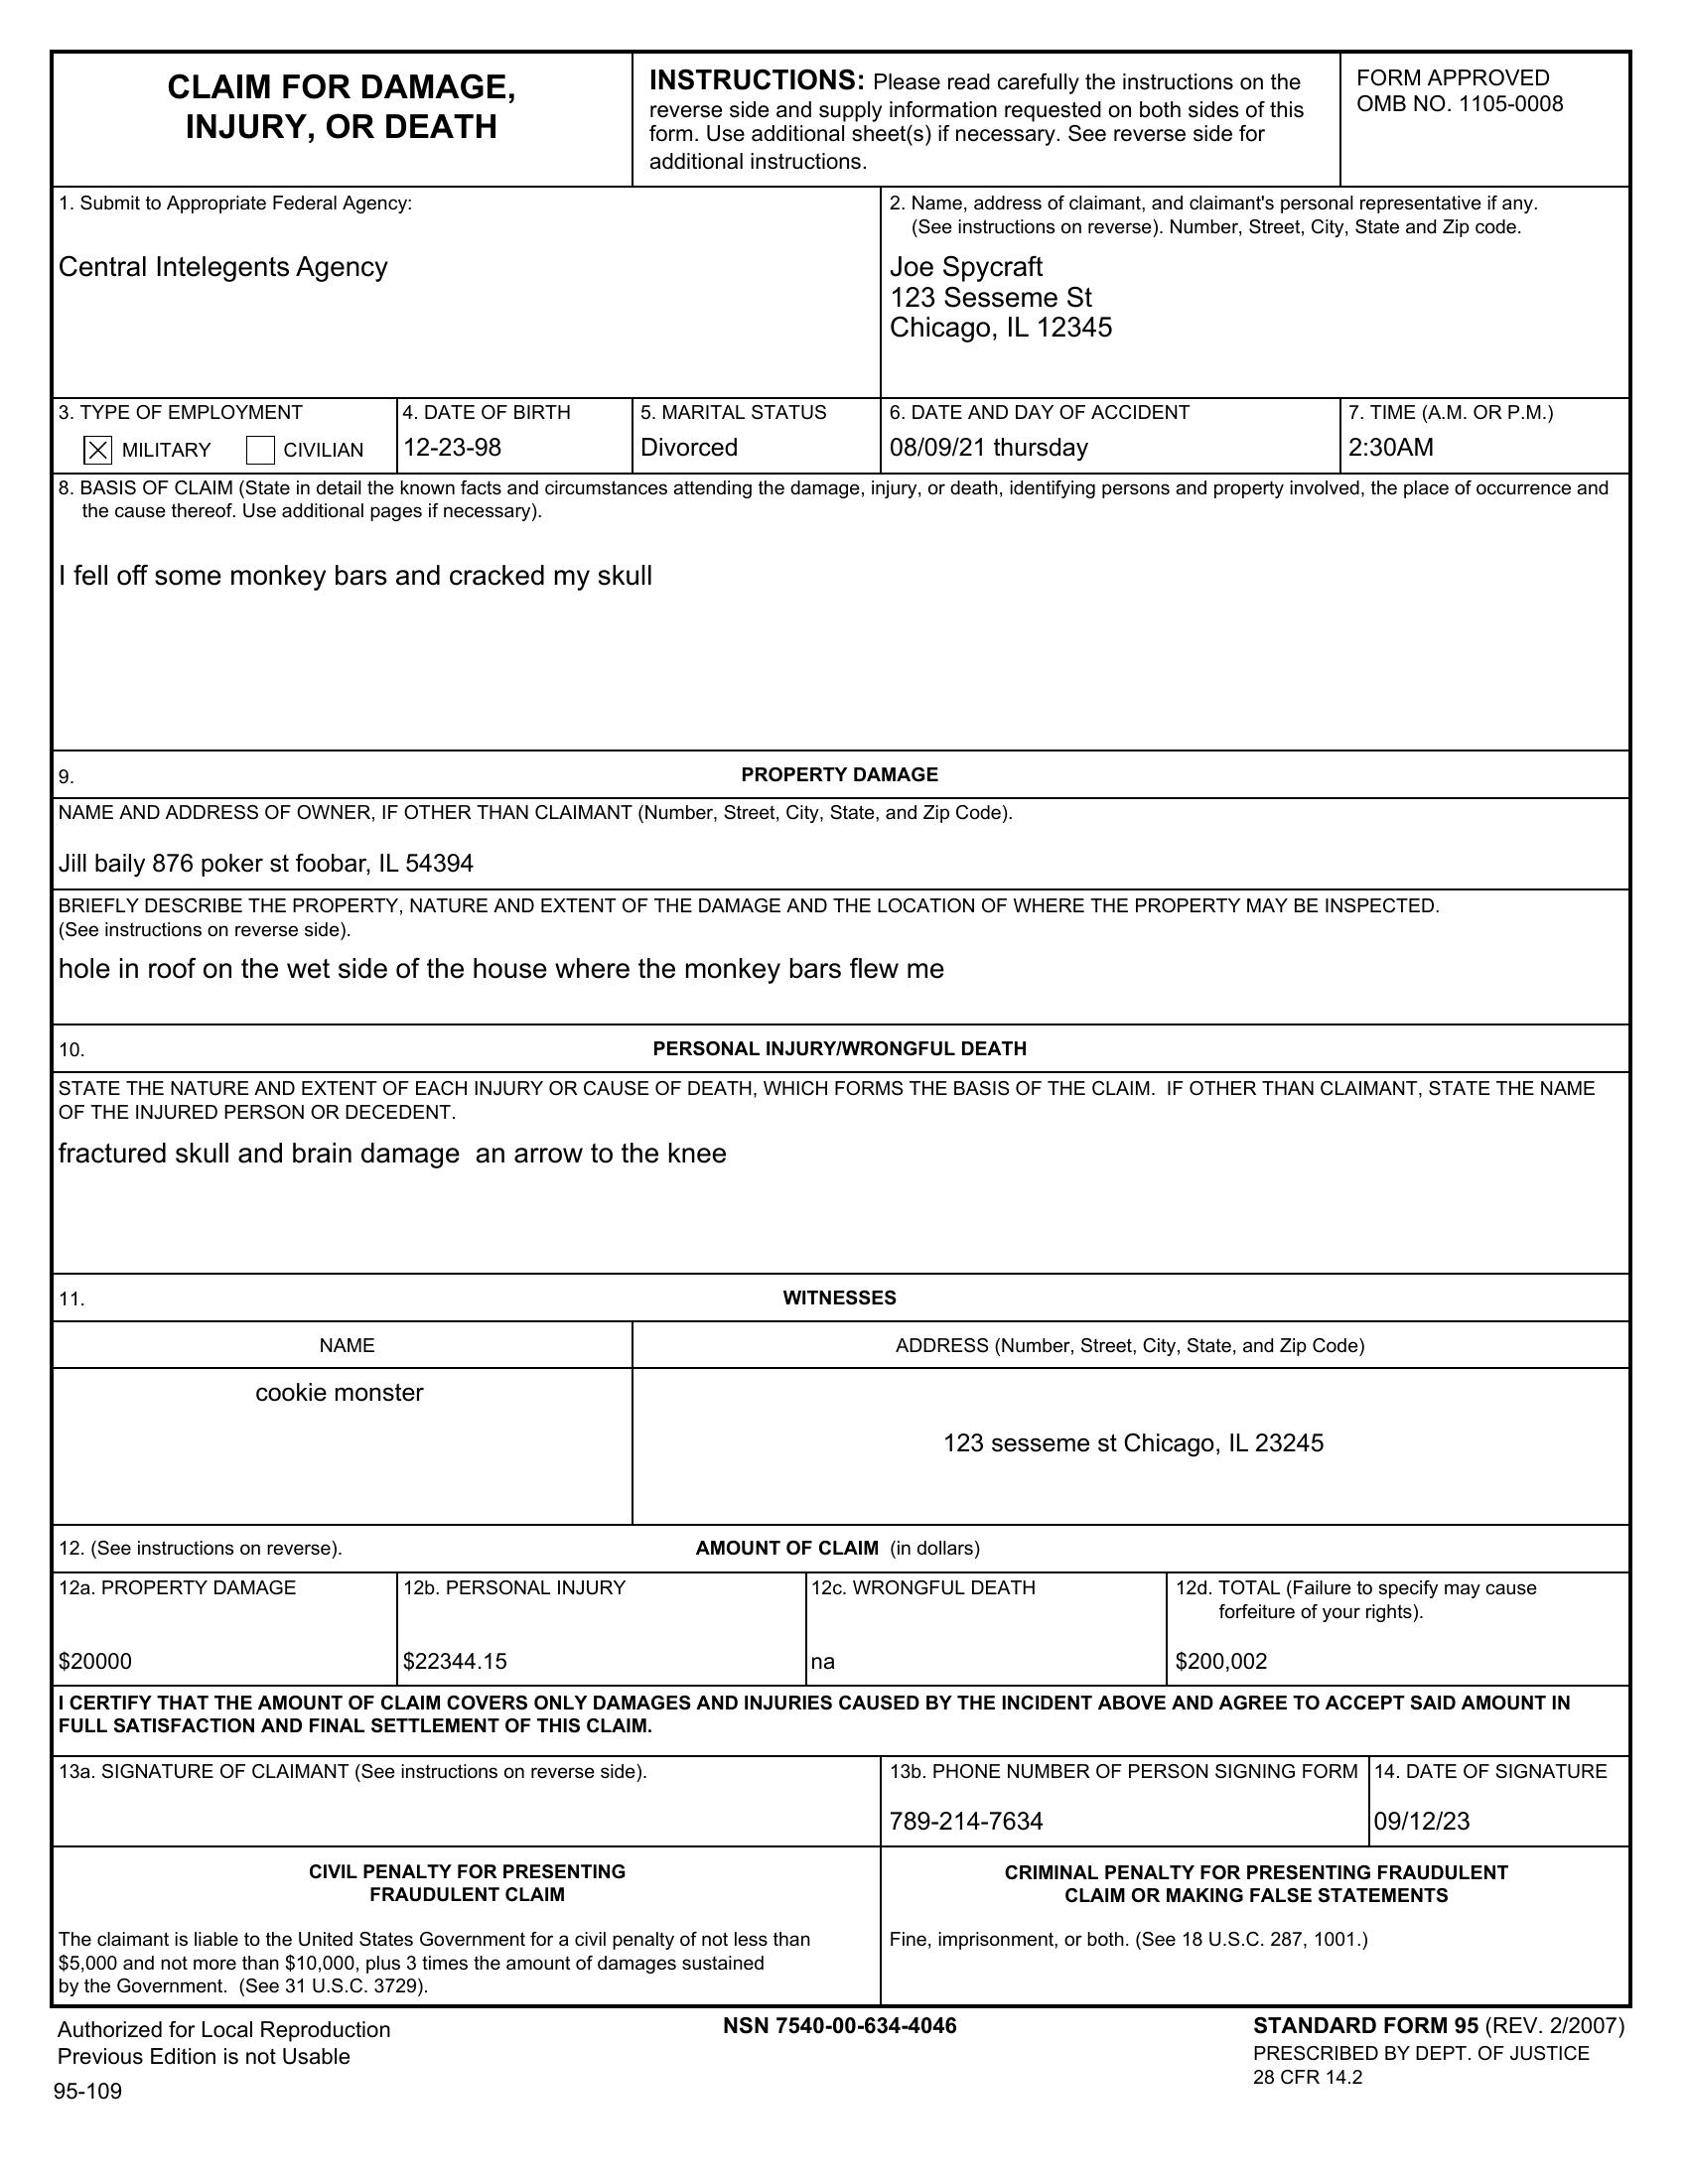 CLAIM FOR DAMAGE,
INJURY, OR DEATH
INSTRUCTIONS: Please read carefully the instructions on the
reverse side and supply information requested on both sides of this
form. Use additional sheet(s) if necessary. See reverse side for
additional instructions.
FORM APPROVED
OMB NO. 1105-0008
1. Submit to Appropriate Federal Agency:
Central Intelegents Agency
2. Name, address of claimant, and claimant's personal representative if any.
(See instructions on reverse). Number, Street, City, State and Zip code.
Joe Spycraft
123 Sesseme St
Chicago, IL 12345
3. TYPE OF EMPLOYMENT
MILITARY CIVILIAN
4. DATE OF BIRTH
12-23-98
5. MARITAL STATUS
Divorced
6. DATE AND DAY OF ACCIDENT
08/09/21 thursday
7. TIME (A.M. OR P.M.)
2:30AM
8. BASIS OF CLAIM (State in detail the known facts and circumstances attending the damage, injury, or death, identifying persons and property involved, the place of occurrence and
the cause thereof. Use additional pages if necessary).
I fell off some monkey bars and cracked my skull
9. PROPERTY DAMAGE
NAME AND ADDRESS OF OWNER, IF OTHER THAN CLAIMANT (Number, Street, City, State, and Zip Code).
Jill baily 876 poker st foobar, IL 54394
BRIEFLY DESCRIBE THE PROPERTY, NATURE AND EXTENT OF THE DAMAGE AND THE LOCATION OF WHERE THE PROPERTY MAY BE INSPECTED.
(See instructions on reverse side).
hole in roof on the wet side of the house where the monkey bars flew me
10. PERSONAL INJURY/WRONGFUL DEATH
STATE THE NATURE AND EXTENT OF EACH INJURY OR CAUSE OF DEATH, WHICH FORMS THE BASIS OF THE CLAIM. IF OTHER THAN CLAIMANT, STATE THE NAME
OF THE INJURED PERSON OR DECEDENT.
fractured skull and brain damage an arrow to the knee
11. WITNESSES
NAME
ADDRESS (Number, Street, City, State, and Zip Code)
cookie monster
123 sesseme st Chicago, IL 23245
12. (See instructions on reverse). AMOUNT OF CLAIM (in dollars)
12a. PROPERTY DAMAGE
$20000
12b. PERSONAL INJURY
$22344.15
12c. WRONGFUL DEATH
na
12d. TOTAL (Failure to specify may cause
forfeiture of your rights).
$200,002
I CERTIFY THAT THE AMOUNT OF CLAIM COVERS ONLY DAMAGES AND INJURIES CAUSED BY THE INCIDENT ABOVE AND AGREE TO ACCEPT SAID AMOUNT IN
FULL SATISFACTION AND FINAL SETTLEMENT OF THIS CLAIM.
13a. SIGNATURE OF CLAIMANT (See instructions on reverse side).
13b. PHONE NUMBER OF PERSON SIGNING FORM
789-214-7634
14. DATE OF SIGNATURE
09/12/23
CIVIL PENALTY FOR PRESENTING
FRAUDULENT CLAIM
The claimant is liable to the United States Government for a civil penalty of not less than
$5,000 and not more than $10,000, plus 3 times the amount of damages sustained
by the Government. (See 31 U.S.C. 3729).
CRIMINAL PENALTY FOR PRESENTING FRAUDULENT
CLAIM OR MAKING FALSE STATEMENTS
Fine, imprisonment, or both. (See 18 U.S.C. 287, 1001.)
Authorized for Local Reproduction
Previous Edition is not Usable
95-109
NSN 7540-00-634-4046
STANDARD FORM 95 (REV. 2/2007)
PRESCRIBED BY DEPT. OF JUSTICE
28 CFR 14.2